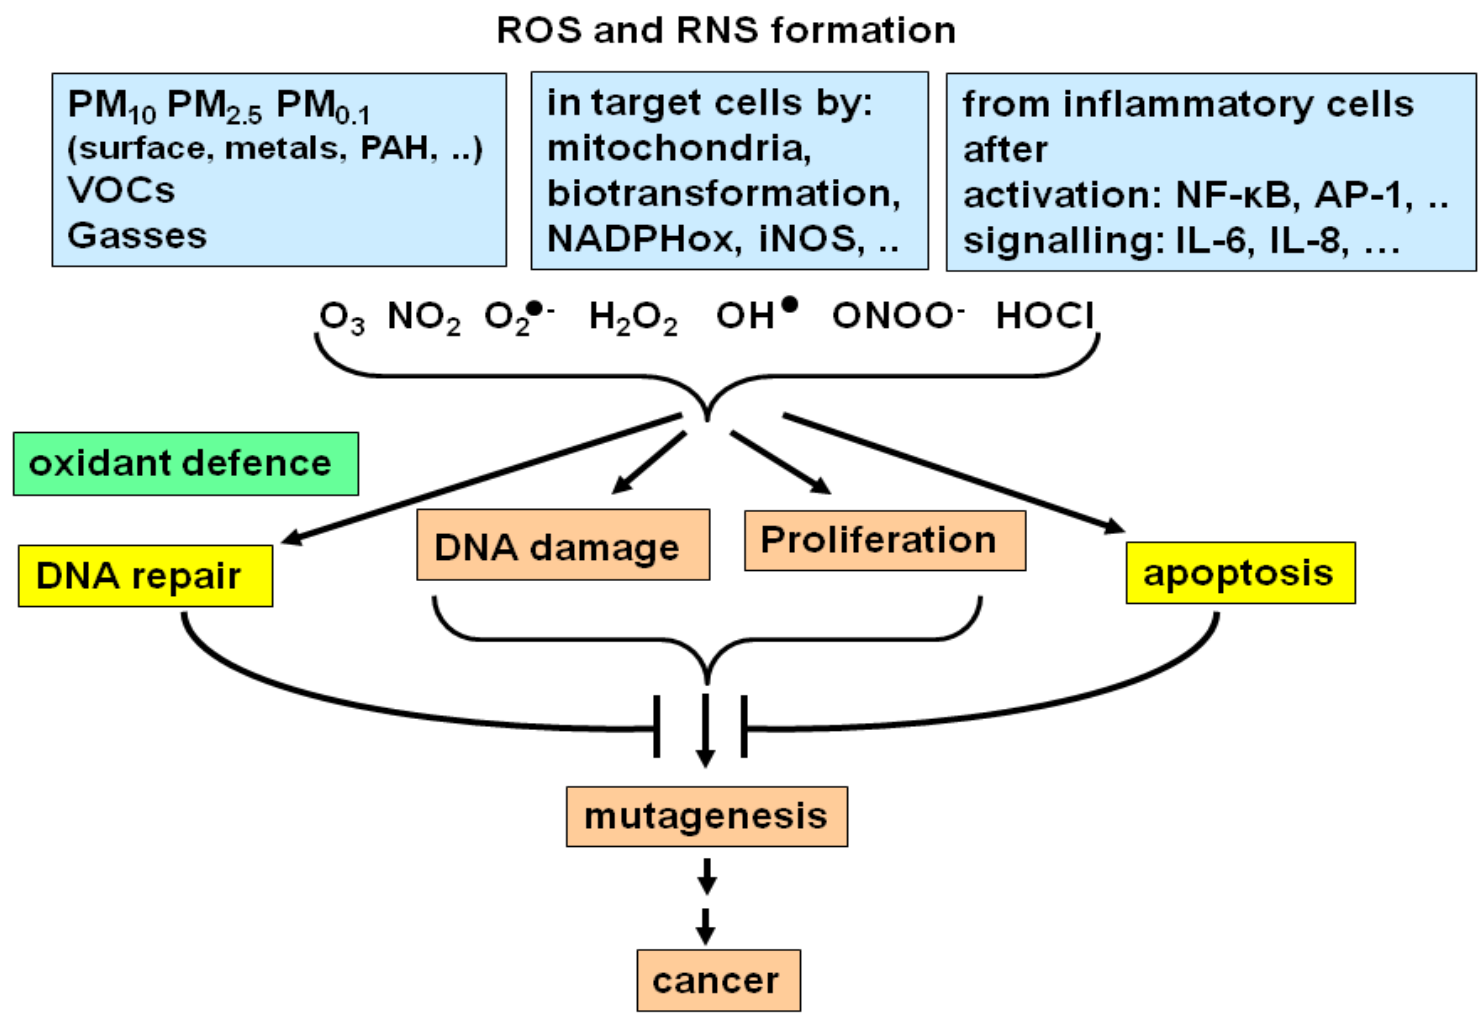 ROS and RNS formation
PM10 PM2.5 PM0.1
(surface, metals, PAH, ..)
VOCs
Gasses
in target cells by:
mitochondria,
biotransformation,
NADPHox, iNOS, ..
from inflammatory cells
after
activation: NF-κB, AP-1, ..
signalling: IL-6, IL-8, ...
O3 NO2 O2●- H2O2 OH● ONOO- HOCl
oxidant defence
DNA repair
DNA damage
Proliferation
apoptosis
mutagenesis
cancer